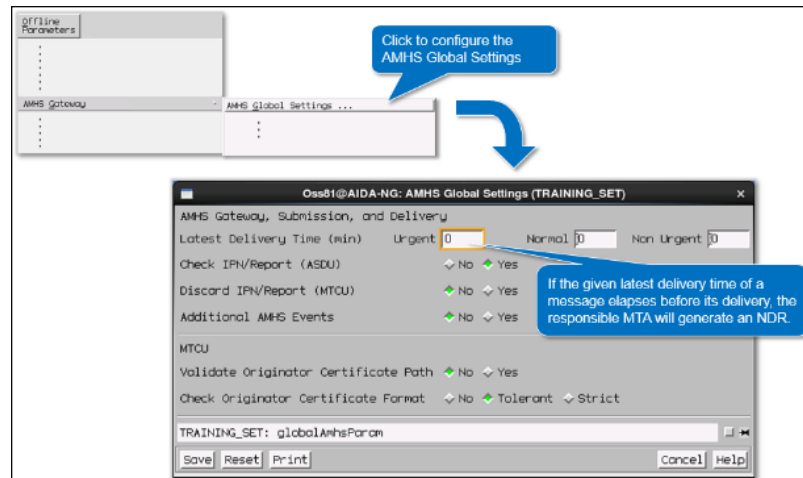 Offline
Parameters
Click to configure the
AMHS Global Settings
AMHS Gateway
AMHS Global Settings ...
Oss81@AIDA-NG: AMHS Global Settings (TRAINING_SET)
AMHS Gateway, Submission, and Delivery
Latest Delivery Time (min) Urgent 0 Normal 0 Non Urgent 0
Check IPN/Report (ASDU) No Yes
Discard IPN/Report (MTCU) No Yes
Additional AMHS Events No Yes
If the given latest delivery time of a
message elapses before its delivery, the
responsible MTA will generate an NDR.
MTCU
Validate Originator Certificate Path No Yes
Check Originator Certificate Format No Tolerant Strict
TRAINING_SET: globalAmhsParam
Save Reset Print Cancel Help